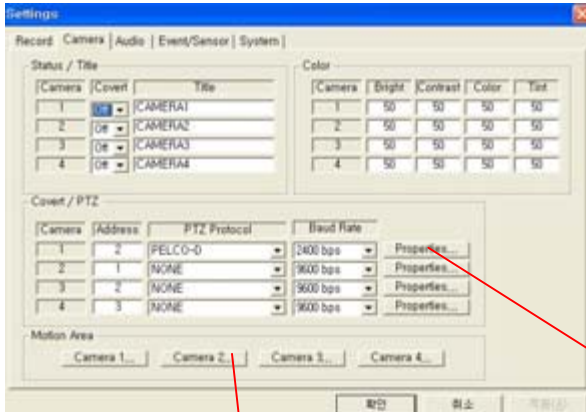 Settings
Record Camera Audio Event/Sensor System
Status / Title
Camera Covert Title
1 Off CAMERA1
2 Off CAMERA2
3 Off CAMERA3
4 Off CAMERA4
Color
Camera Bright Contrast Color Tint
1 50 50 50 50
2 50 50 50 50
3 50 50 50 50
4 50 50 50 50
Covert / PTZ
Camera Address PTZ Protocol Baud Rate
1 2 PELCO-D 2400 bps Properties...
2 1 NONE 9600 bps Properties...
3 2 NONE 9600 bps Properties...
4 3 NONE 9600 bps Properties...
Motion Area
Camera 1... Camera 2... Camera 3... Camera 4...
확인 취소 적용(A)